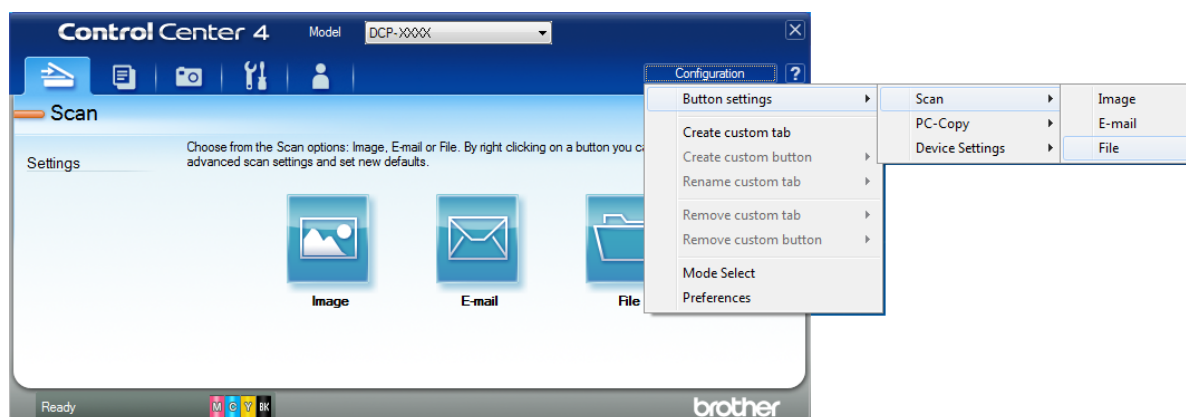 Control Center 4
Model
DCP-XXXX
Configuration
?
Scan
Settings
Choose from the Scan options: Image, E-mail or File. By right clicking on a button you
advanced scan settings and set new defaults.
Image
E-mail
File
Button settings
Create custom tab
Create custom button
Rename custom tab
Remove custom tab
Remove custom button
Mode Select
Preferences
Scan
PC-Copy
Device Settings
Image
E-mail
File
Ready
M C Y BK
brother